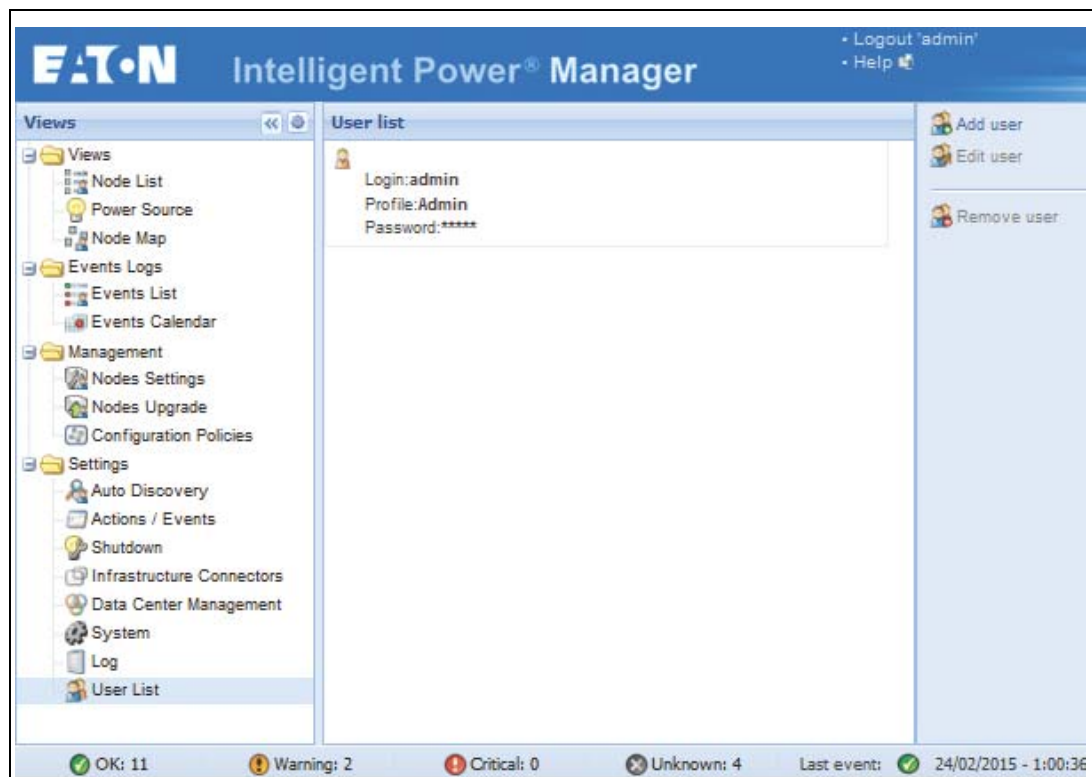 EATON Intelligent Power® Manager
• Logout 'admin'
• Help
Views
Views
Node List
Power Source
Node Map
Events Logs
Events List
Events Calendar
Management
Nodes Settings
Nodes Upgrade
Configuration Policies
Settings
Auto Discovery
Actions / Events
Shutdown
Infrastructure Connectors
Data Center Management
System
Log
User List
User list
Login:admin
Profile:Admin
Password:*****
Add user
Edit user
Remove user
OK: 11 Warning: 2 Critical: 0 Unknown: 4 Last event: 24/02/2015 - 1:00:36